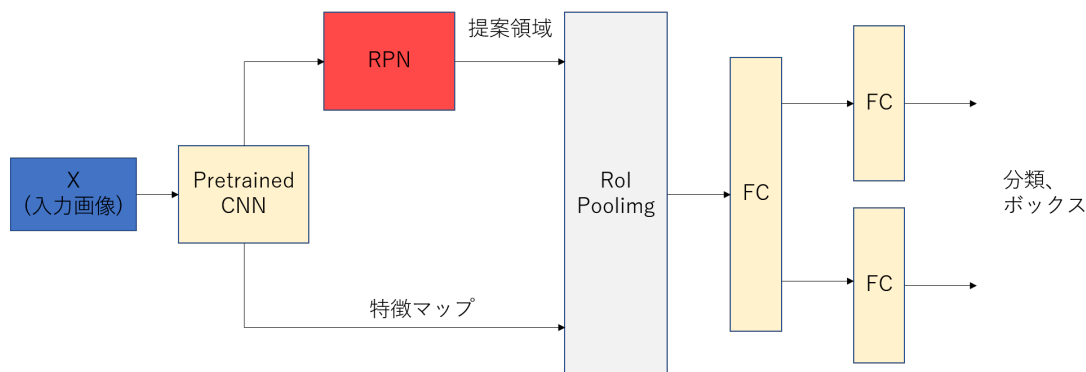 提案領域
RPN
X
(入力画像)
Pretrained
CNN
特徴マップ
RoI
Poolimg
FC
FC
FC
分類、
ボックス